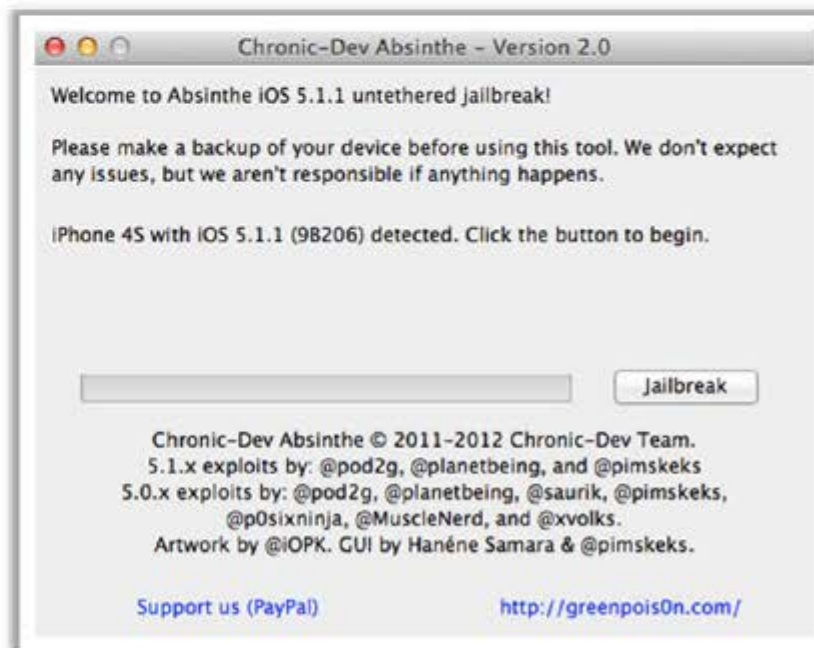 Chronic-Dev Absinthe - Version 2.0
Welcome to Absinthe iOS 5.1.1 untethered jailbreak!
Please make a backup of your device before using this tool. We don't expect
any issues, but we aren't responsible if anything happens.
iPhone 4S with iOS 5.1.1 (9B206) detected. Click the button to begin.
Jailbreak
Chronic-Dev Absinthe © 2011-2012 Chronic-Dev Team.
5.1.x exploits by: @pod2g, @planetbeing, and @pimskeks
5.0.x exploits by: @pod2g, @planetbeing, @saurik, @pimskeks,
@p0sixninja, @MuscleNerd, and @xvolks.
Artwork by @iOPK. GUI by Hanéne Samara & @pimskeks.
Support us (PayPal)
http://greenpois0n.com/